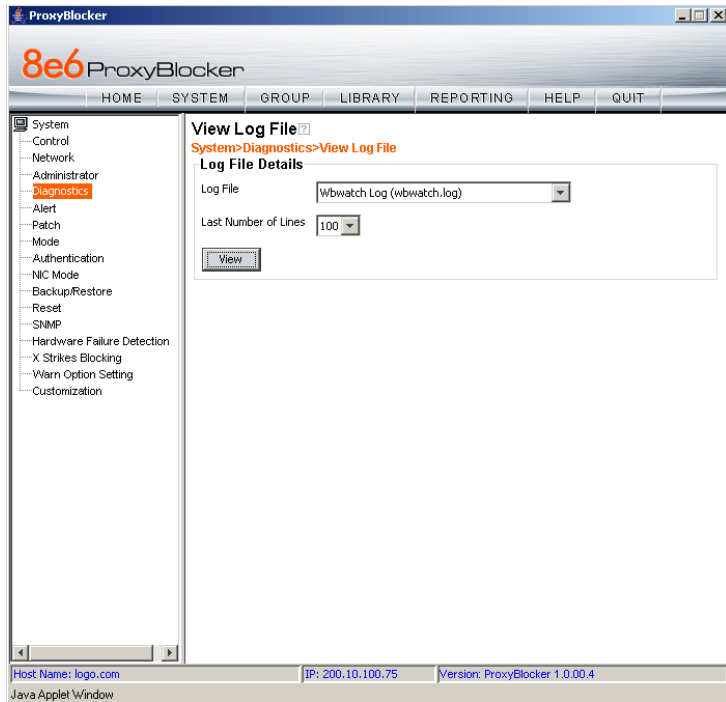 ProxyBlocker
8e6 ProxyBlocker
HOME SYSTEM GROUP LIBRARY REPORTING HELP QUIT
System
Control
Network
Administrator
Diagnostics
Alert
Patch
Mode
Authentication
NIC Mode
Backup/Restore
Reset
SNMP
Hardware Failure Detection
X Strikes Blocking
Warn Option Setting
Customization
View Log File?
System>Diagnostics>View Log File
Log File Details
Log File Wbwatch Log (wbwatch.log)
Last Number of Lines 100
View
Host Name: logo.com IP: 200.10.100.75 Version: ProxyBlocker 1.0.00.4
Java Applet Window